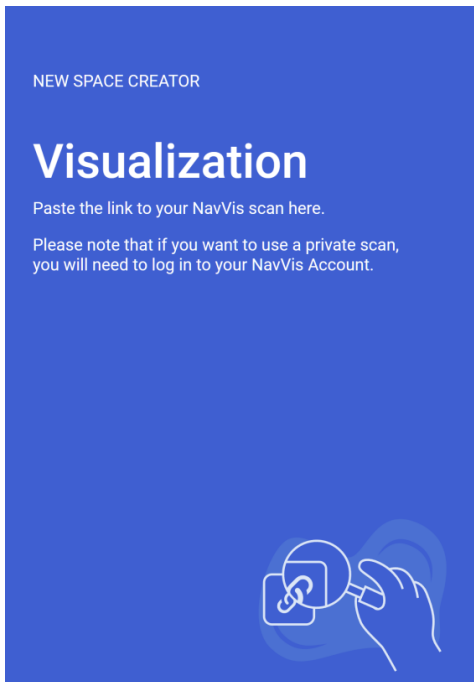 NEW SPACE CREATOR
Visualization
Paste the link to your NavVis scan here.
Please note that if you want to use a private scan,
you will need to log in to your NavVis Account.